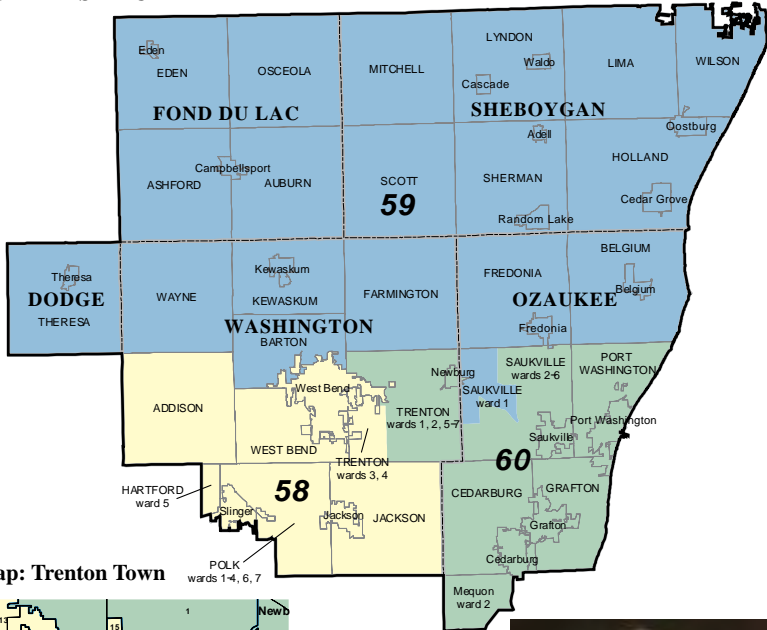 LYNDON
Eden
EDEN
OSCEOLA
MITCHELL
Waldo
LIMA
WILSON
Cascade
FOND DU LAC
SHEBOYGAN
Oostburg
Adell
HOLLAND
Campbellsport
ASHFORD
AUBURN
SCOTT
SHERMAN
59
Cedar Grove
Random Lake
BELGIUM
Theresa
Kewaskum
FREDONIA
DODGE
WAYNE
KEWASKUM
FARMINGTON
OZAUKEE
Belgium
THERESA
WASHINGTON
Fredonia
BARTON
SAUKVILLE
wards 2-6
PORT
WASHINGTON
Newburg
West Bend
SAUKVILLE
ward 1
ADDISON
TRENTON
wards 1, 2, 5-7
Port Washington
Saukville
WEST BEND
TRENTON
wards 3, 4
60
HARTFORD
ward 5
58
CEDARBURG
GRAFTON
Slinger
Jackson
JACKSON
Grafton
Cedarburg
POLK
wards 1-4, 6, 7
ap: Trenton Town
Mequon
ward 2
1
Newb
13
15